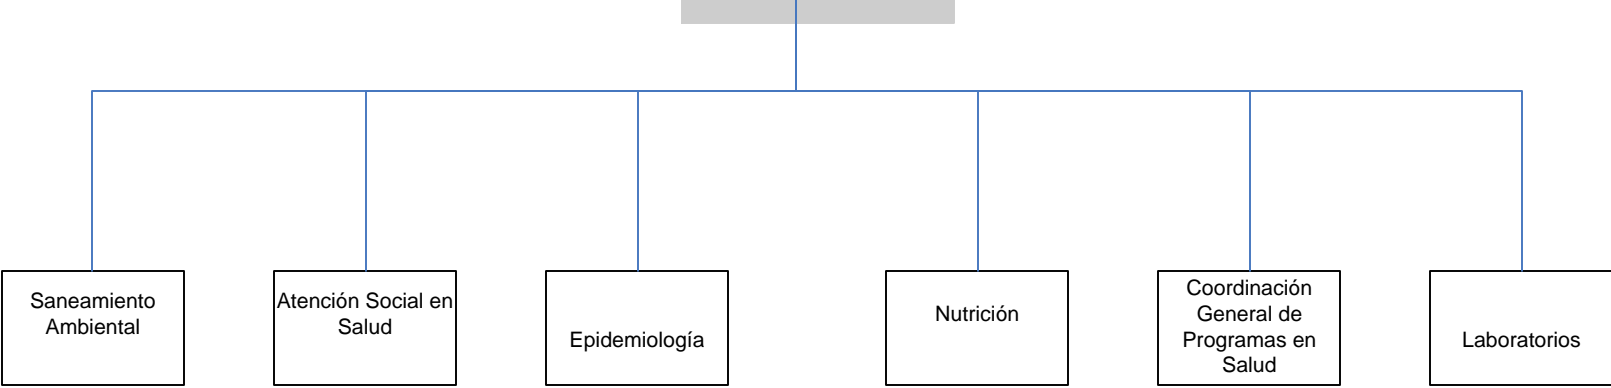 Saneamiento
Ambiental
Atención Social en
Salud
Epidemiología
Nutrición
Coordinación
General de
Programas en
Salud
Laboratorios